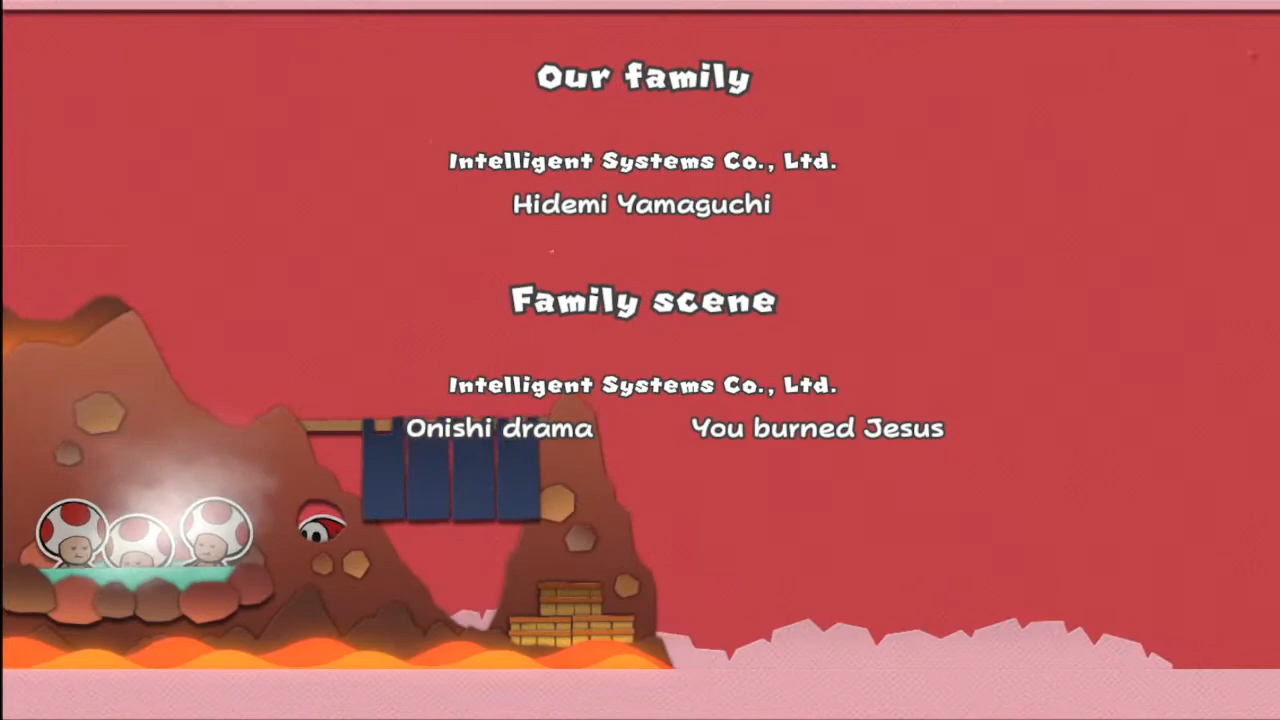 Our family
Intelligent Systems Co., Ltd.
Hidemi Yamaguchi
Family scene
Intelligent Systems Co., Ltd.
Onishi drama You burned Jesus